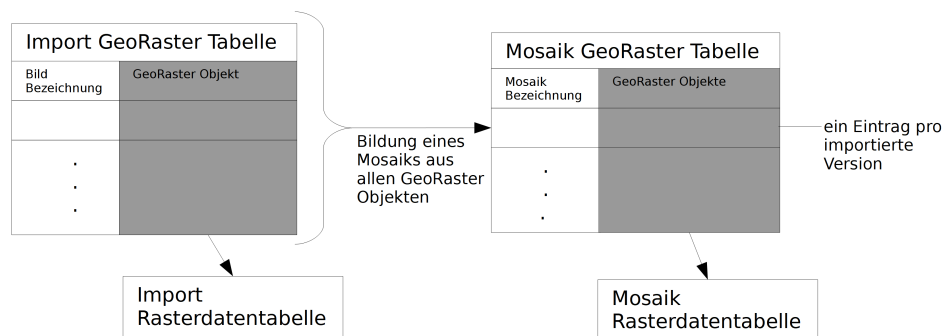 Import GeoRaster Tabelle
Bild
Bezeichnung
GeoRaster Objekt
.
.
.
Import
Rasterdatentabelle
Bildung eines
Mosaiks aus
allen GeoRaster
Objekten
Mosaik GeoRaster Tabelle
Mosaik
Bezeichnung
GeoRaster Objekte
.
.
.
ein Eintrag pro
importierte
Version
Mosaik
Rasterdatentabelle